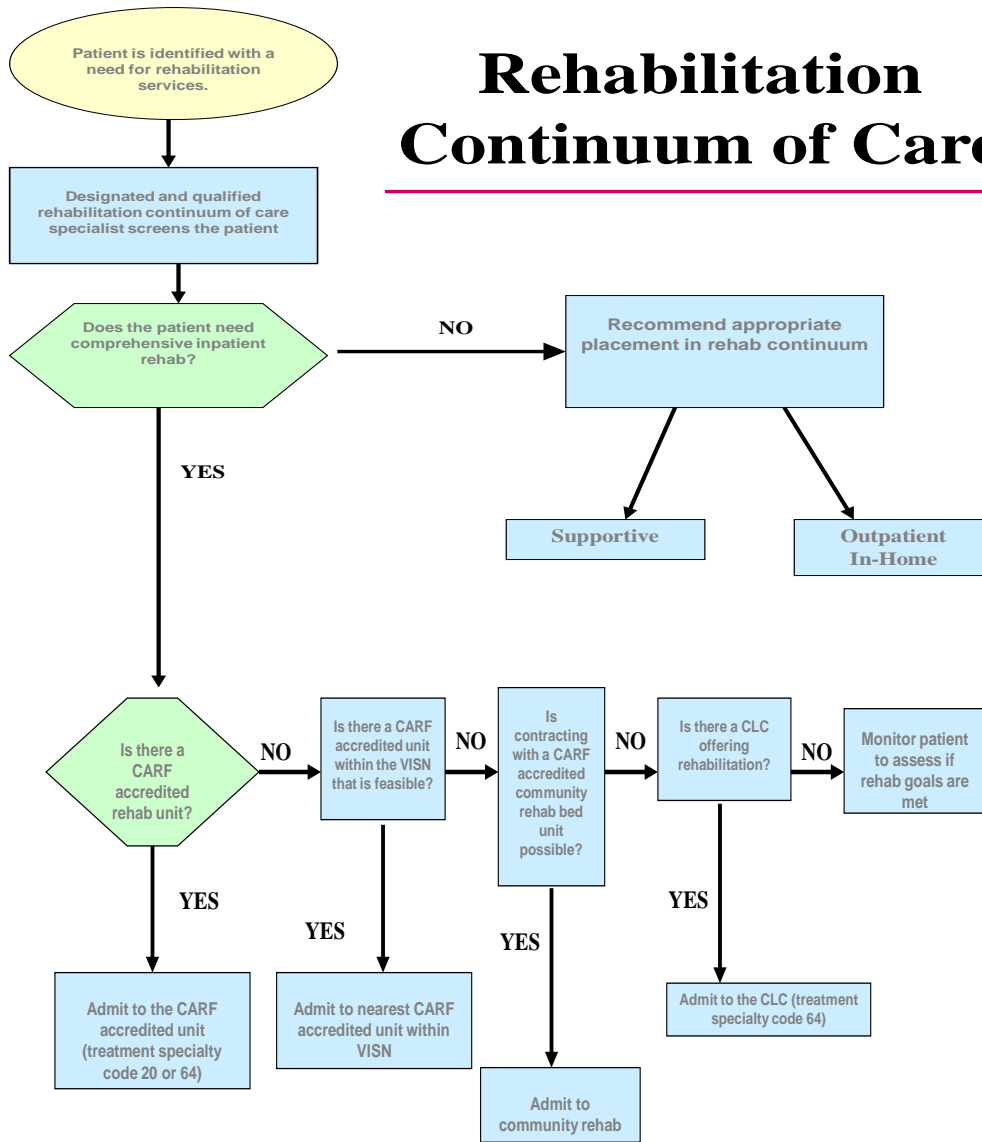 Patient is identified with a
need for rehabilitation
services.
Rehabilitation
Continuum of Care
Designated and qualified
rehabilitation continuum of care
specialist screens the patient
Does the patient need
comprehensive inpatient
rehab?
NO
Recommend appropriate
placement in rehab continuum
YES
Supportive
Outpatient
In-Home
Is there a
CARF
accredited
rehab unit?
NO
Is there a CARF
accredited unit
within the VISN
that is feasible?
NO
Is
contracting
with a CARF
accredited
community
rehab bed
unit
possible?
NO
Is there a CLC
offering
rehabilitation?
NO
Monitor patient
to assess if
rehab goals are
met
YES
YES
YES
YES
Admit to the CARF
accredited unit
(treatment specialty
code 20 or 64)
Admit to nearest CARF
accredited unit within
VISN
Admit to
community rehab
Admit to the CLC (treatment
specialty code 64)